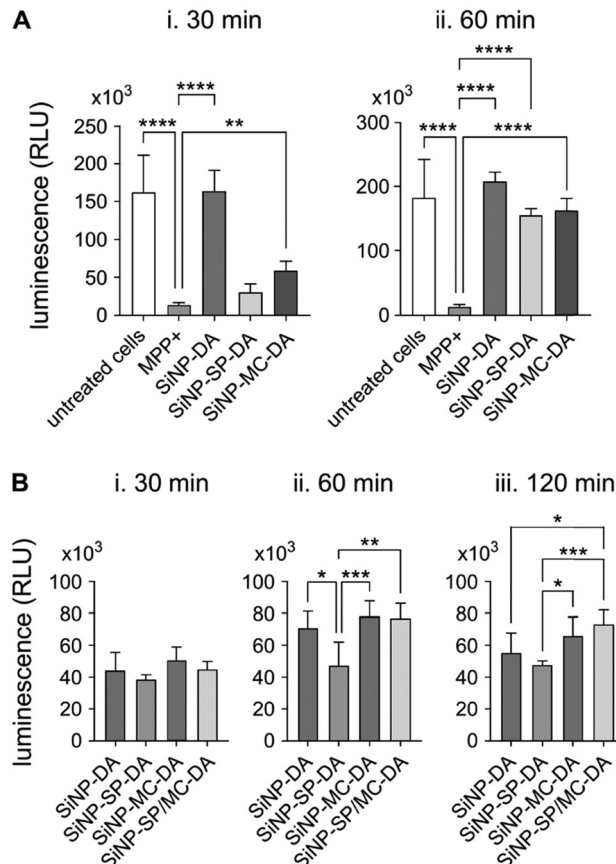 A
i. 30 min
ii. 60 min
****
****
****
**
****
****
****
****
x10³
x10³
luminescence (RLU)
250
200
150
100
50
0
300
200
100
0
untreated cells
MPP+
SiNP-DA
SiNP-SP-DA
SiNP-MC-DA
untreated cells
MPP+
SiNP-DA
SiNP-SP-DA
SiNP-MC-DA
B
i. 30 min
ii. 60 min
iii. 120 min
x10³
x10³
x10³
luminescence (RLU)
100
80
60
40
20
0
100
80
60
40
20
0
100
80
60
40
20
0
**
*
***
*
***
*
SiNP-DA
SiNP-SP-DA
SiNP-MC-DA
SiNP-SP/MC-DA
SiNP-DA
SiNP-SP-DA
SiNP-MC-DA
SiNP-SP/MC-DA
SiNP-DA
SiNP-SP-DA
SiNP-MC-DA
SiNP-SP/MC-DA